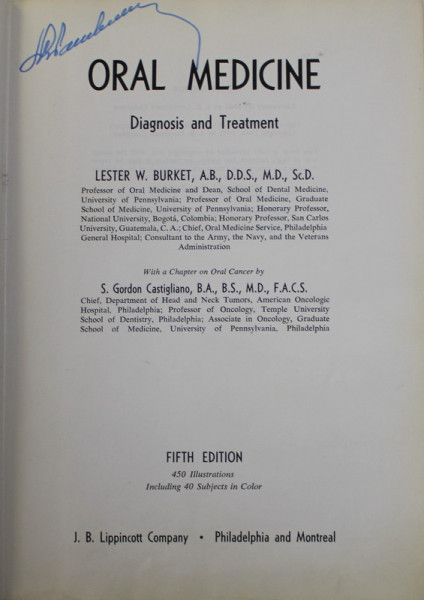 ORAL MEDICINE
Diagnosis and Treatment
LESTER W. BURKET, A.B., D.D.S., M.D., Sc.D.
Professor of Oral Medicine and Dean, School of Dental Medicine,
University of Pennsylvania; Professor of Oral Medicine, Graduate
School of Medicine, University of Pennsylvania; Honorary Professor,
National University, Bogotá, Colombia; Honorary Professor, San Carlos
University, Guatemala, C. A.; Chief, Oral Medicine Service, Philadelphia
General Hospital; Consultant to the Army, the Navy, and the Veterans
Administration
With a Chapter on Oral Cancer by
S. Gordon Castigliano, B.A., B.S., M.D., F.A.C.S.
Chief, Department of Head and Neck Tumors, American Oncologic
Hospital, Philadelphia; Professor of Oncology, Temple University
School of Dentistry, Philadelphia; Associate in Oncology, Graduate
School of Medicine, University of Pennsylvania, Philadelphia
FIFTH EDITION
450 Illustrations
Including 40 Subjects in Color
J. B. Lippincott Company • Philadelphia and Montreal